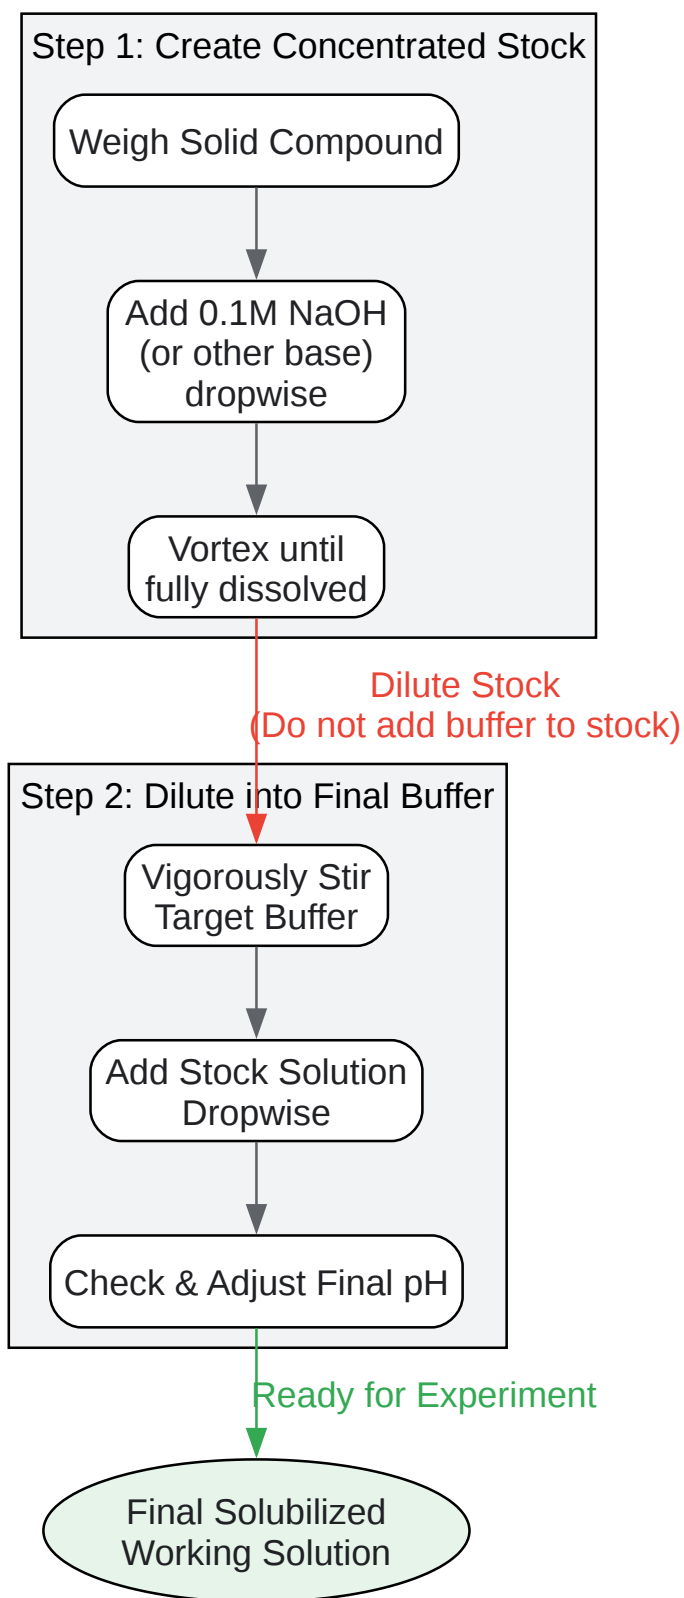 Step 1: Create Concentrated Stock
Weigh Solid Compound
Add 0.1M NaOH
(or other base)
dropwise
Vortex until
fully dissolved
Dilute Stock
(Do not add buffer to stock)
Step 2: Dilute into Final Buffer
Vigorously Stir
Target Buffer
Add Stock Solution
Dropwise
Check & Adjust Final pH
Ready for Experiment
Final Solubilized
Working Solution